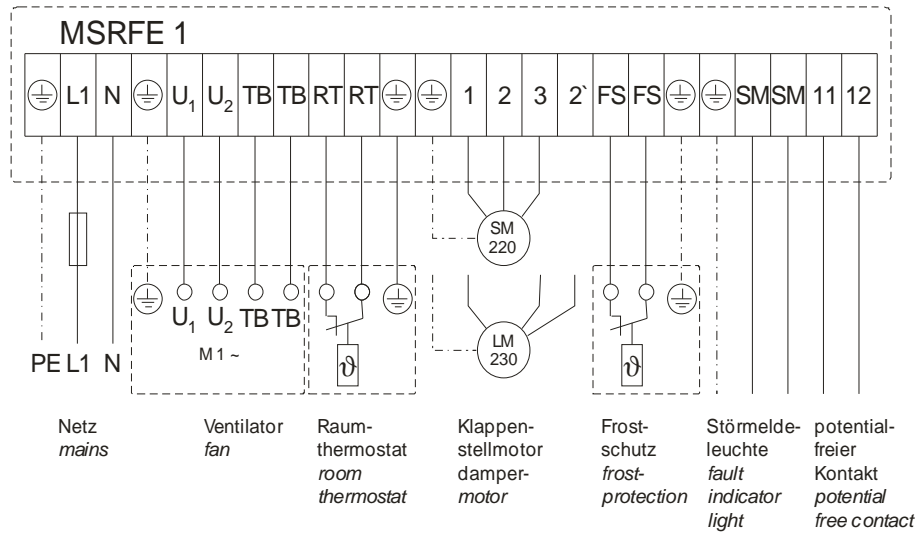 MSRFE 1
L1 N U1 U2 TB TB RT RT 1 2 3 2` FS FS SM SM 11 12
SM
220
U1 U2 TB TB
M 1 ~
ϑ
LM
230
ϑ
PE L1 N
Netz
mains
Ventilator
fan
Raum-
thermostat
room
thermostat
Klappen-
stellmotor
damper-
motor
Frost-
schutz
frost-
protection
Störmelde-
leuchte
fault
indicator
light
potential-
freier
Kontakt
potential
free contact